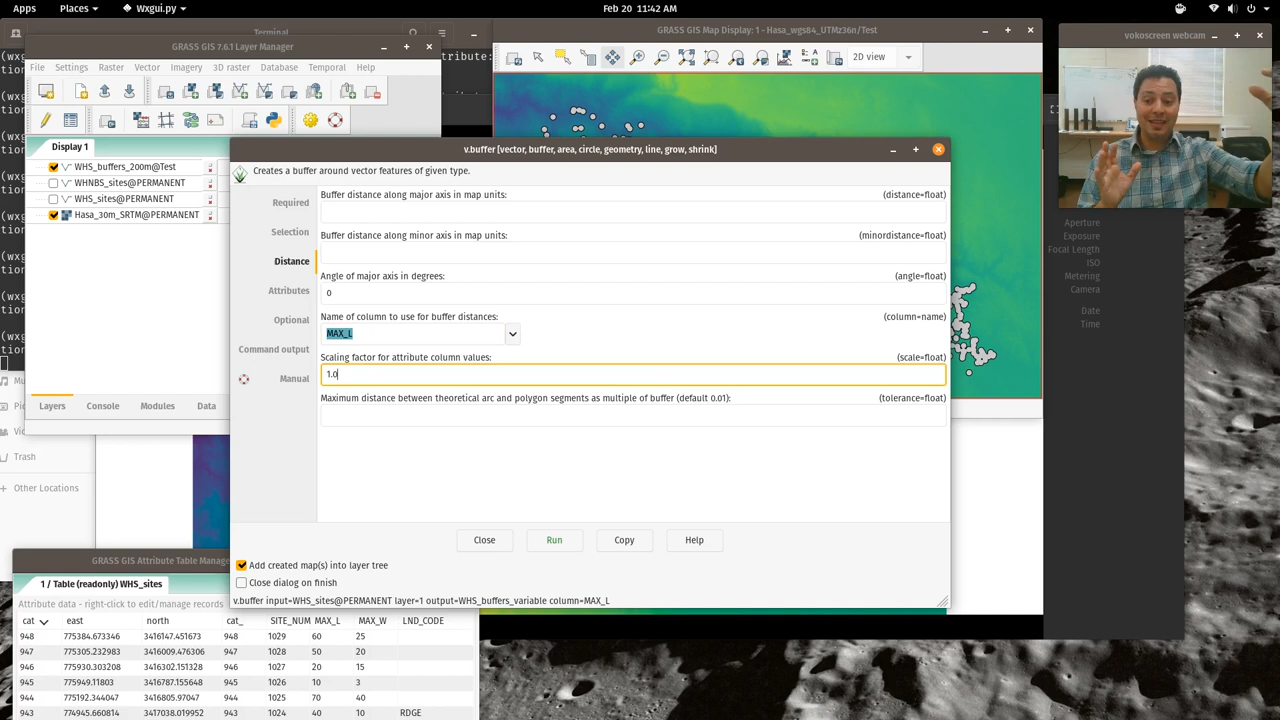 Apps Places Wxgui.py Feb 20 11:42 AM
Terminal
GRASS GIS 7.6.1 Layer Manager
File Settings Raster Vector Imagery 3D raster Database Temporal Help
Display 1
WHS_buffers_200m@Test
WHNBS_sites@PERMANENT
WHS_sites@PERMANENT
Hasa_30m_SRTM@PERMANENT
Layers Console Modules Data
Trash
Other Locations
GRASS GIS Map Display: 1 - Hasa_wgs84_UTMz36n/Test
2D view
vokoscreen webcam
Aperture
Exposure
Focal Length
ISO
Metering
Camera
Date
Time
v.buffer [vector, buffer, area, circle, geometry, line, grow, shrink]
Creates a buffer around vector features of given type.
Required
Selection
Distance
Attributes
Optional
Command output
Manual
Buffer distance along major axis in map units: (distance=float)
Buffer distance along minor axis in map units: (minordistance=float)
Angle of major axis in degrees: (angle=float)
0
Name of column to use for buffer distances: (column=name)
MAX_L
Scaling factor for attribute column values: (scale=float)
1.0
Maximum distance between theoretical arc and polygon segments as multiple of buffer (default 0.01): (tolerance=float)
Close Run Copy Help
Add created map(s) into layer tree
Close dialog on finish
v.buffer input=WHS_sites@PERMANENT layer=1 output=WHS_buffers_variable column=MAX_L
GRASS GIS Attribute Table Manage
1 / Table (readonly) WHS_sites
Attribute data - right-click to edit/manage records
cat east north cat_ SITE_NUM MAX_L MAX_W LND_CODE
948 775384.673346 3416147.451673 948 1029 60 25
947 775305.232983 3416009.476306 947 1028 50 20
946 775930.303208 3416302.151328 946 1027 20 15
945 775949.11803 3416787.155648 945 1026 10 3
944 775192.344047 3416805.97047 944 1025 70 40
943 774945.660814 3417038.019952 943 1024 40 10 RDGE